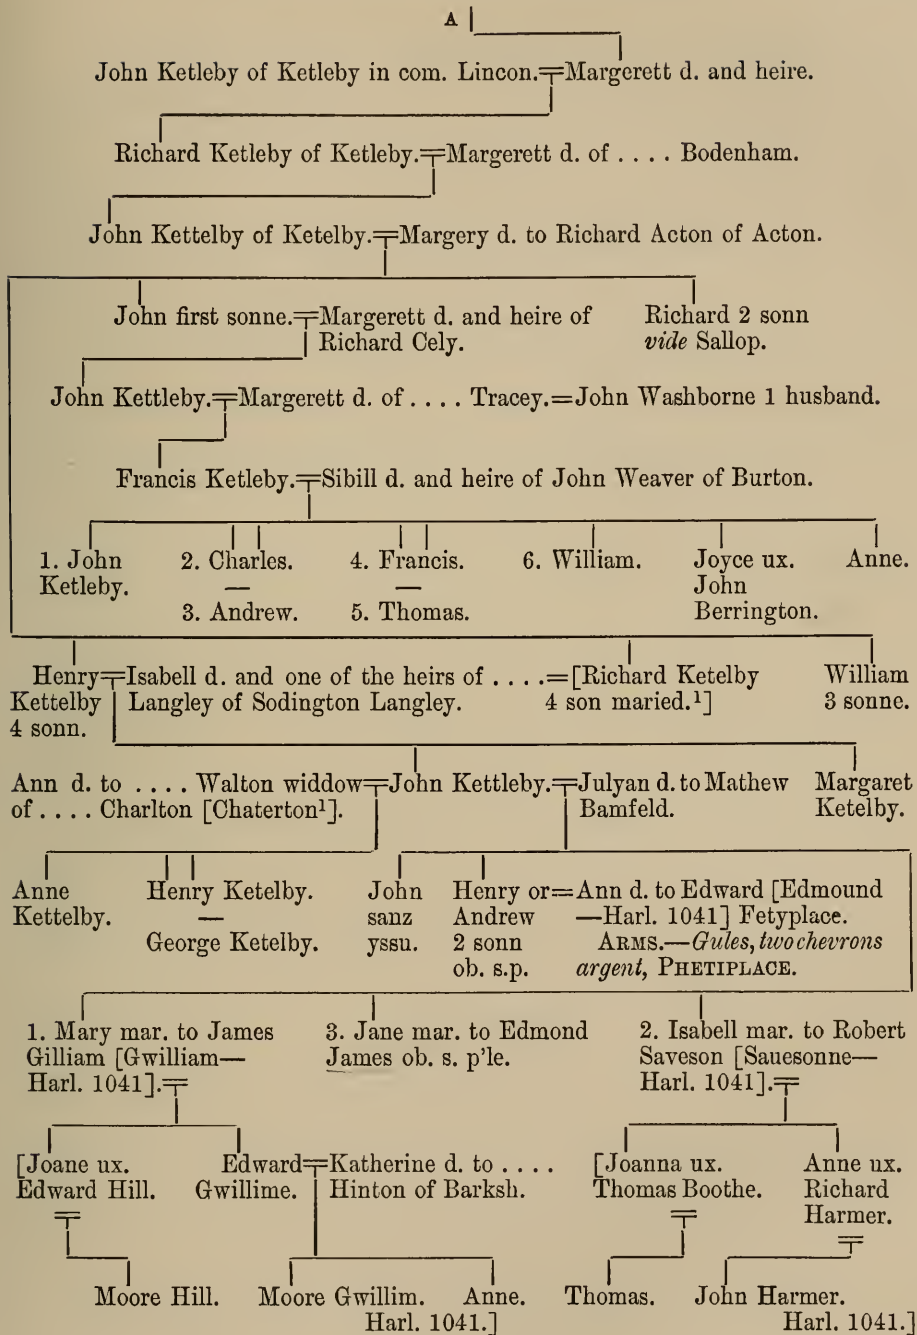 A
John Ketleby of Ketleby in com. Lincon.=Margerett d. and heire.
Richard Ketleby of Ketleby.=Margerett d. of . . . . Bodenham.
John Kettelby of Ketelby.=Margery d. to Richard Acton of Acton.
John first sonne.=Margerett d. and heire of Richard 2 sonn
Richard Cely. vide Sallop.
John Kettleby.=Margerett d. of . . . . Tracey.=John Washborne 1 husband.
Francis Ketleby.=Sibill d. and heire of John Weaver of Burton.
1. John 2. Charles. 4. Francis. 6. William. Joyce ux. Anne.
Ketleby. — — John
3. Andrew. 5. Thomas. Berrington.
Henry=Isabell d. and one of the heirs of . . . .=[Richard Ketelby William
Kettelby Langley of Sodington Langley. 4 son maried.¹] 3 sonne.
4 sonn.
Ann d. to . . . . Walton widdow=John Kettleby.=Julyan d. to Mathew Margaret
of . . . . Charlton [Chaterton¹]. Bamfeld. Ketelby.
Anne Henry Ketelby. John Henry or=Ann d. to Edward [Edmound
Kettelby. — sanz Andrew —Harl. 1041] Fetyplace.
George Ketelby. yssu. 2 sonn ARMS.—Gules, two chevrons
ob. s.p. argent, PHETIPLACE.
1. Mary mar. to James 3. Jane mar. to Edmond 2. Isabell mar. to Robert
Gilliam [Gwilliam— James ob. s. p'le. Saveson [Sauesonne—
Harl. 1041].= Harl. 1041].=
[Joane ux. Edward=Katherine d. to . . . . [Joanna ux. Anne ux.
Edward Hill. Gwillime. Hinton of Barksh. Thomas Boothe. Richard
Harmer.
Moore Hill. Moore Gwillim. Anne. Thomas. John Harmer.
Harl. 1041.] Harl. 1041.]